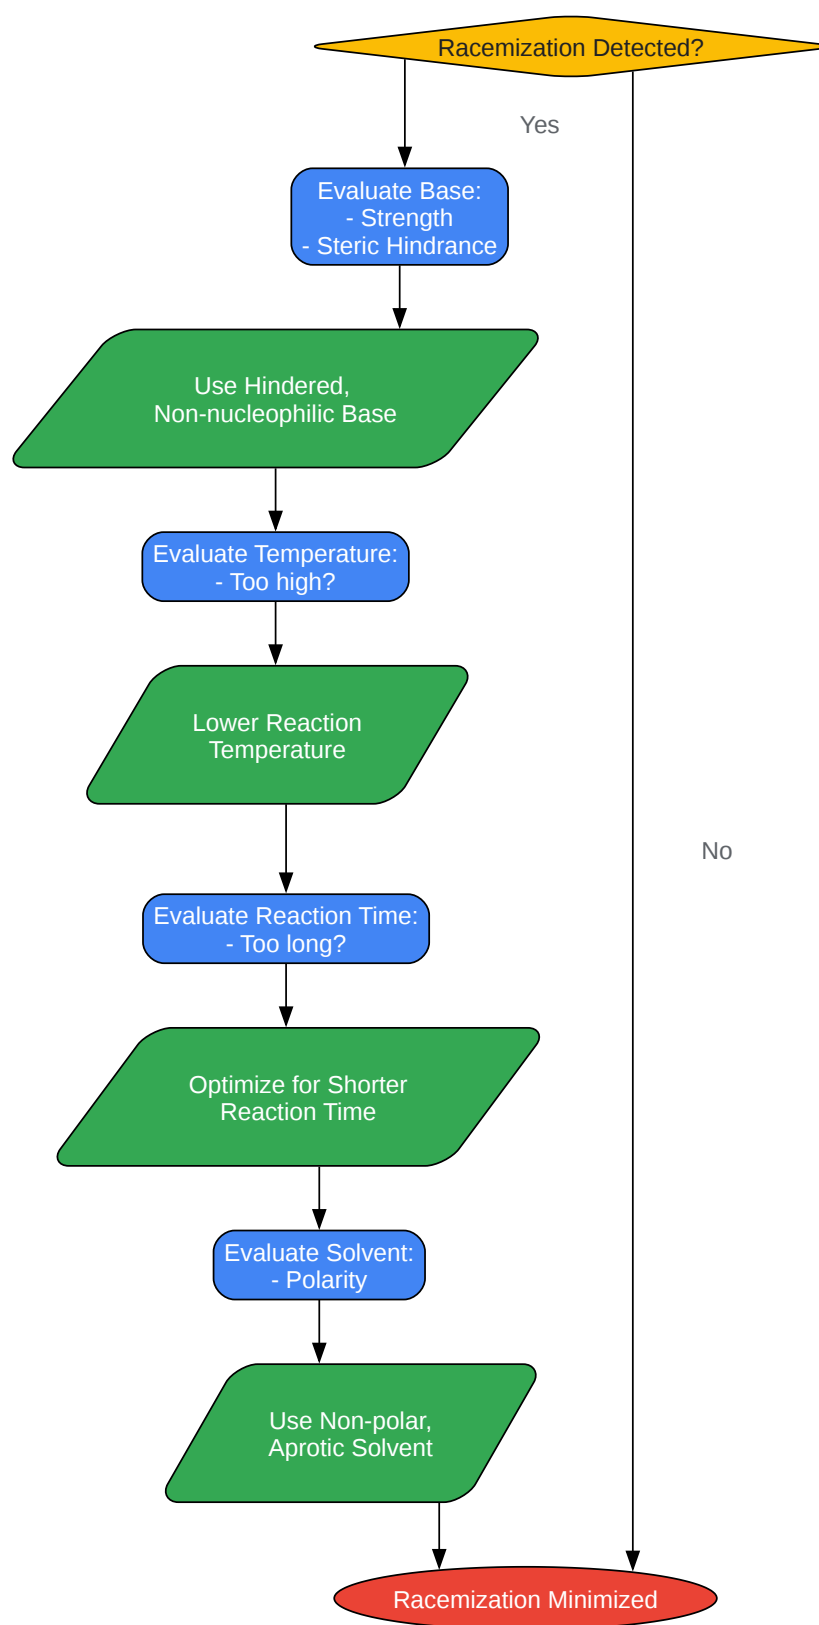 Racemization Detected?
Yes
Evaluate Base:
- Strength
- Steric Hindrance
Use Hindered,
Non-nucleophilic Base
Evaluate Temperature:
- Too high?
Lower Reaction
Temperature
No
Evaluate Reaction Time:
- Too long?
Optimize for Shorter
Reaction Time
Evaluate Solvent:
- Polarity
Use Non-polar,
Aprotic Solvent
Racemization Minimized